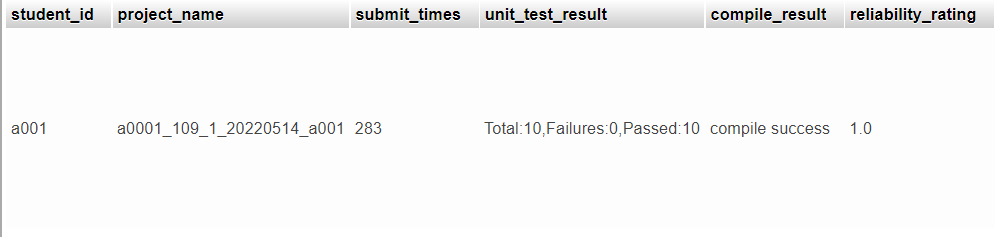 student_id project_name submit_times unit_test_result compile_result reliability_rating
a001 a0001_109_1_20220514_a001 283 Total:10,Failures:0,Passed:10 compile success 1.0